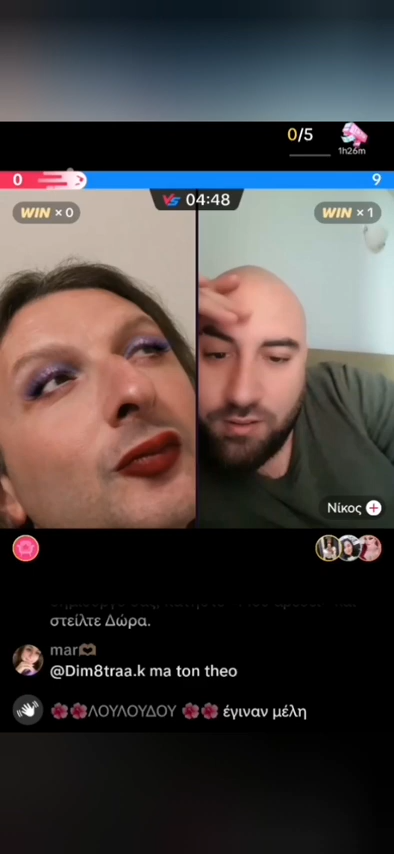 0/5
1h26m
0 9
VS 04:48
WIN × 0 WIN × 1
Νίκος
στείλτε Δώρα.
mar🫶🏽
@Dim8traa.k ma ton theo
🌺🌺ΛΟΥΛΟΥΔΟΥ 🌺🌺 έγιναν μέλη